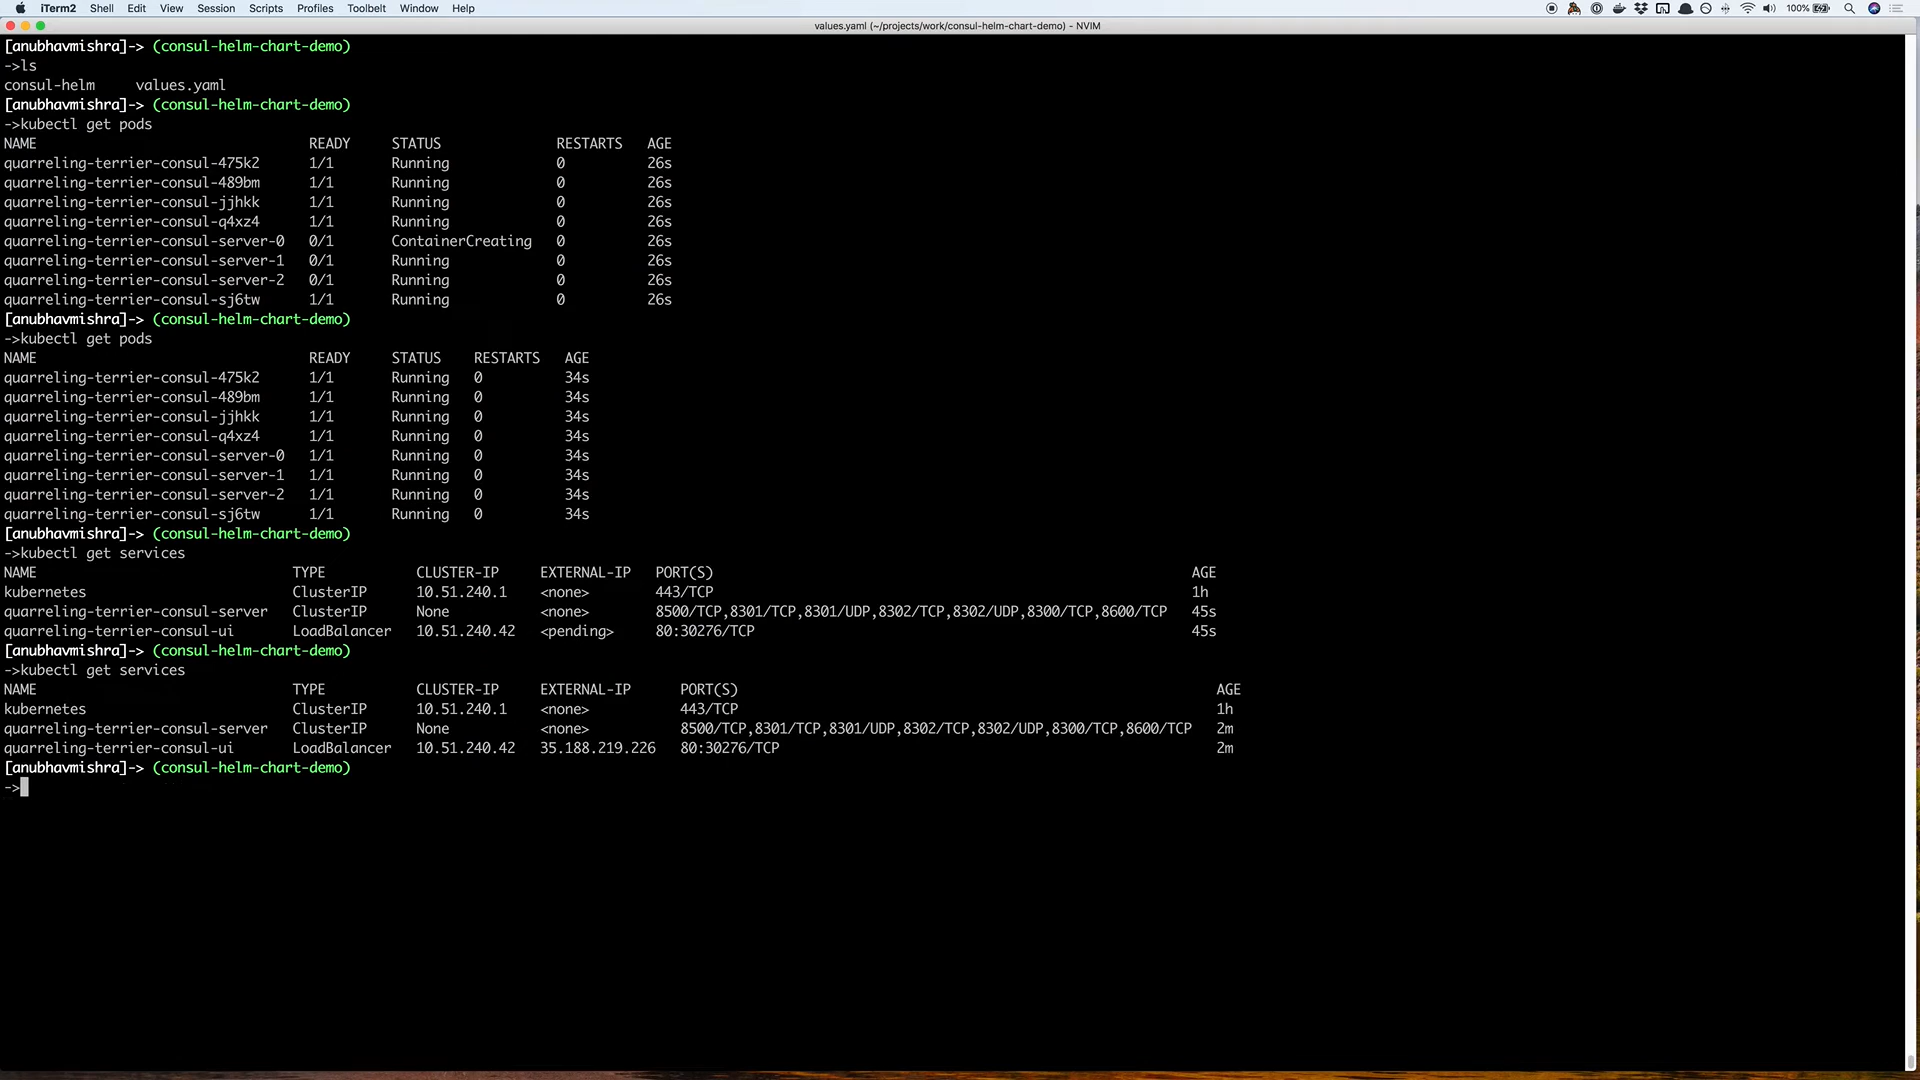 iTerm2 Shell Edit View Session Scripts Profiles Toolbelt Window Help 100%
values.yaml (~/projects/work/consul-helm-chart-demo) - NVIM
[anubhavmishra]-> (consul-helm-chart-demo)
->ls
consul-helm values.yaml
[anubhavmishra]-> (consul-helm-chart-demo)
->kubectl get pods
NAME READY STATUS RESTARTS AGE
quarreling-terrier-consul-475k2 1/1 Running 0 26s
quarreling-terrier-consul-489bm 1/1 Running 0 26s
quarreling-terrier-consul-jjhkk 1/1 Running 0 26s
quarreling-terrier-consul-q4xz4 1/1 Running 0 26s
quarreling-terrier-consul-server-0 0/1 ContainerCreating 0 26s
quarreling-terrier-consul-server-1 0/1 Running 0 26s
quarreling-terrier-consul-server-2 0/1 Running 0 26s
quarreling-terrier-consul-sj6tw 1/1 Running 0 26s
[anubhavmishra]-> (consul-helm-chart-demo)
->kubectl get pods
NAME READY STATUS RESTARTS AGE
quarreling-terrier-consul-475k2 1/1 Running 0 34s
quarreling-terrier-consul-489bm 1/1 Running 0 34s
quarreling-terrier-consul-jjhkk 1/1 Running 0 34s
quarreling-terrier-consul-q4xz4 1/1 Running 0 34s
quarreling-terrier-consul-server-0 1/1 Running 0 34s
quarreling-terrier-consul-server-1 1/1 Running 0 34s
quarreling-terrier-consul-server-2 1/1 Running 0 34s
quarreling-terrier-consul-sj6tw 1/1 Running 0 34s
[anubhavmishra]-> (consul-helm-chart-demo)
->kubectl get services
NAME TYPE CLUSTER-IP EXTERNAL-IP PORT(S) AGE
kubernetes ClusterIP 10.51.240.1 <none> 443/TCP 1h
quarreling-terrier-consul-server ClusterIP None <none> 8500/TCP,8301/TCP,8301/UDP,8302/TCP,8302/UDP,8300/TCP,8600/TCP 45s
quarreling-terrier-consul-ui LoadBalancer 10.51.240.42 <pending> 80:30276/TCP 45s
[anubhavmishra]-> (consul-helm-chart-demo)
->kubectl get services
NAME TYPE CLUSTER-IP EXTERNAL-IP PORT(S) AGE
kubernetes ClusterIP 10.51.240.1 <none> 443/TCP 1h
quarreling-terrier-consul-server ClusterIP None <none> 8500/TCP,8301/TCP,8301/UDP,8302/TCP,8302/UDP,8300/TCP,8600/TCP 2m
quarreling-terrier-consul-ui LoadBalancer 10.51.240.42 35.188.219.226 80:30276/TCP 2m
[anubhavmishra]-> (consul-helm-chart-demo)
->